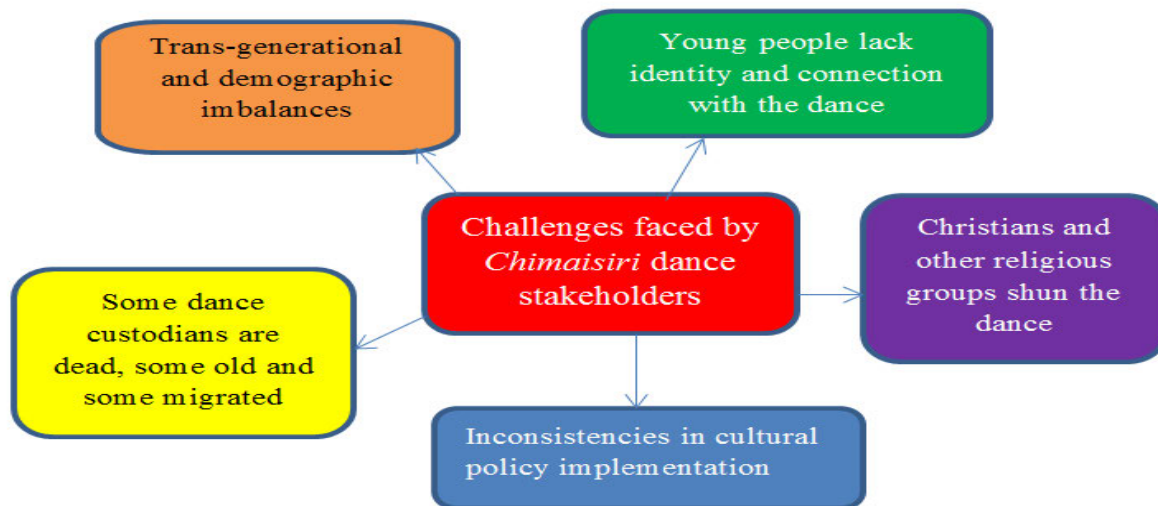 Trans-generational
and demographic
imbalances
Young people lack
identity and connection
with the dance
Challenges faced by
Chimaisiri dance
stakeholders
Christians and
other religious
groups shun the
dance
Some dance
custodians are
dead, some old and
some migrated
Inconsistencies in cultural
policy implementation